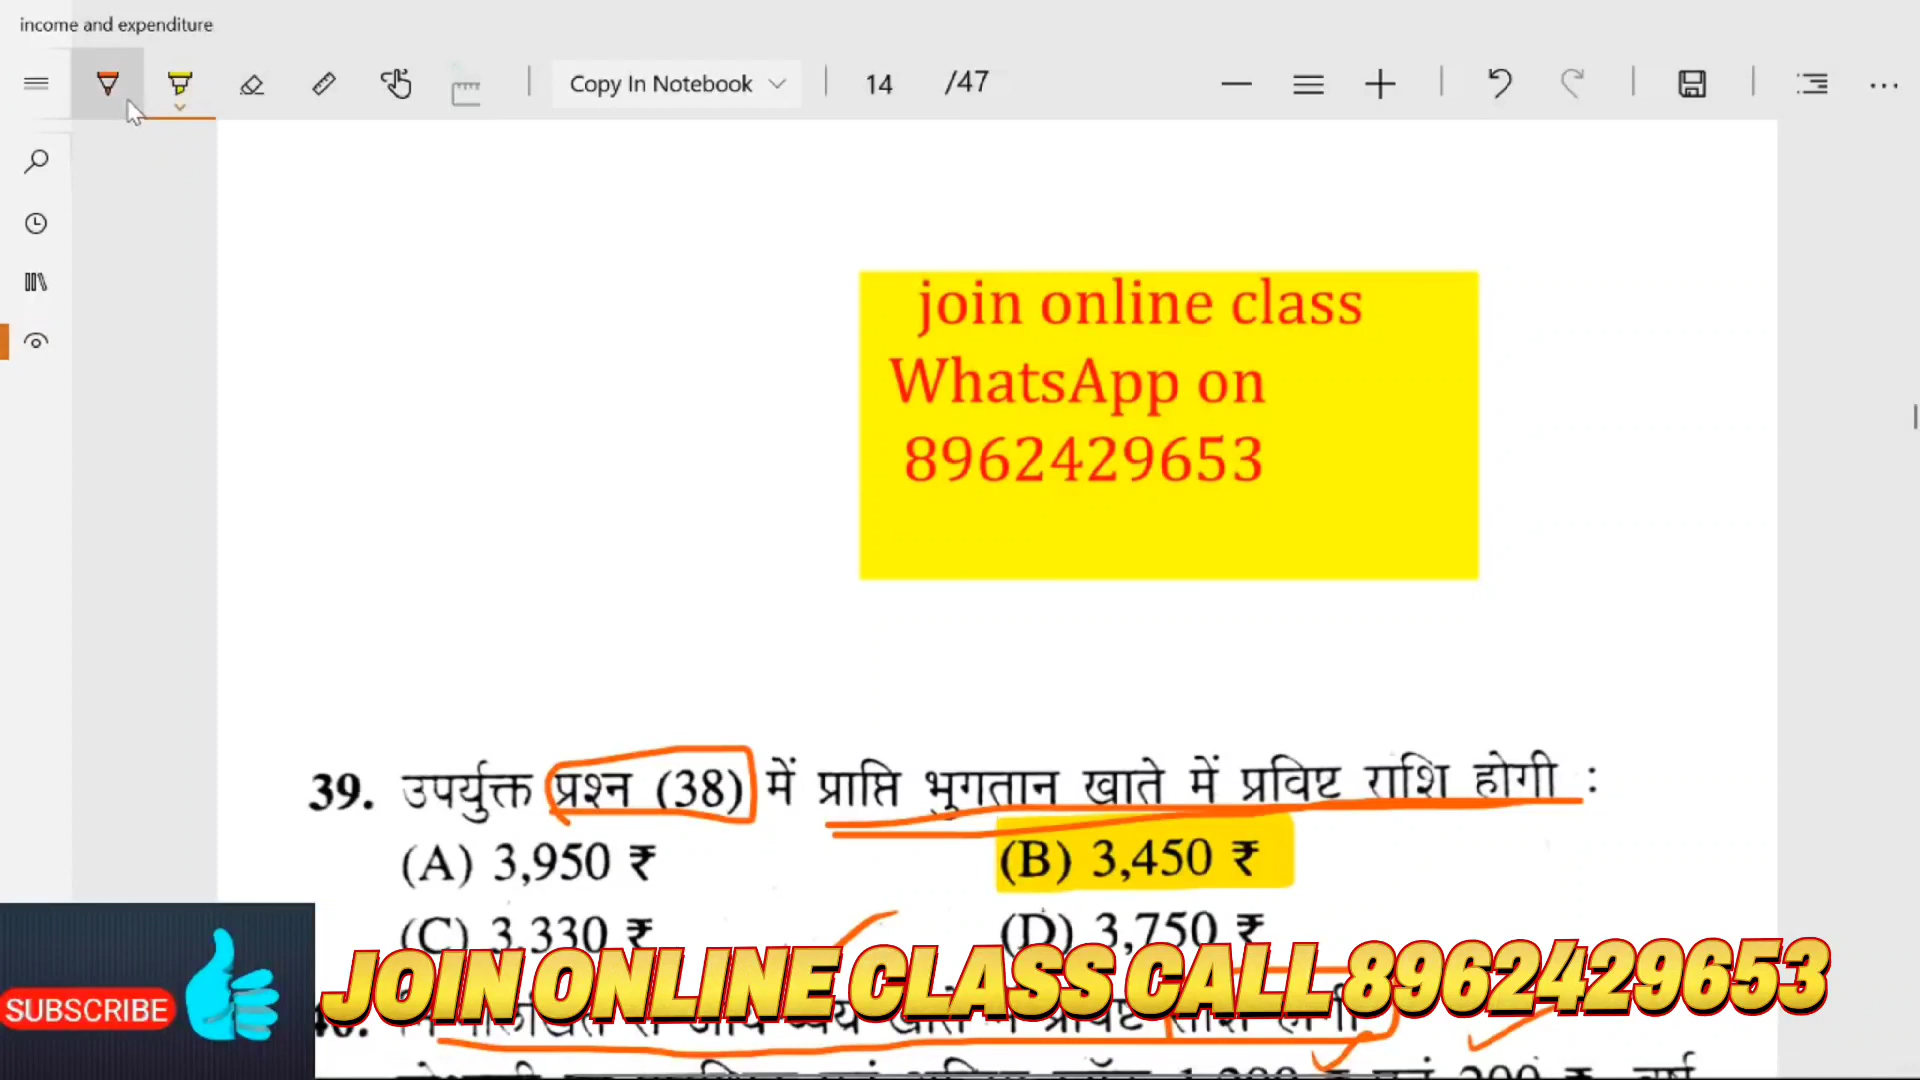 income and expenditure
Copy In Notebook
14 /47
join online class
WhatsApp on
8962429653
39. उपर्युक्त प्रश्न (38) में प्राप्ति भुगतान खाते में प्रविष्ट राशि होगी :
(A) 3,950 ₹
(B) 3,450 ₹
(C) 3,330 ₹
(D) 3,750 ₹
SUBSCRIBE
JOIN ONLINE CLASS CALL 8962429653